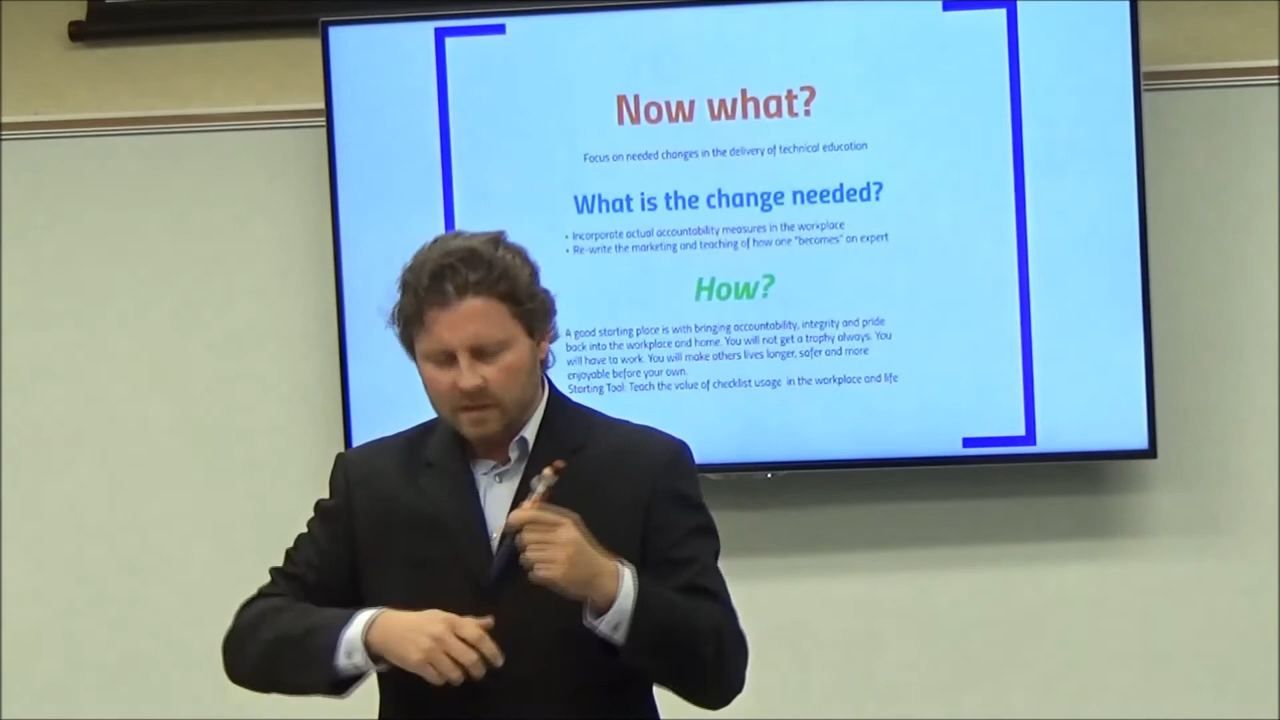 Now what?
Focus on needed changes in the delivery of technical education
What is the change needed?
• Incorporate actual accountability measures in the workplace
• Re-write the marketing and teaching of how one "becomes" an expert
How?
A good starting place is with bringing accountability, integrity and pride
back into the workplace and home. You will not get a trophy always. You
will have to work. You will make others lives longer, safer and more
enjoyable before your own.
Starting Tool: Teach the value of checklist usage in the workplace and life